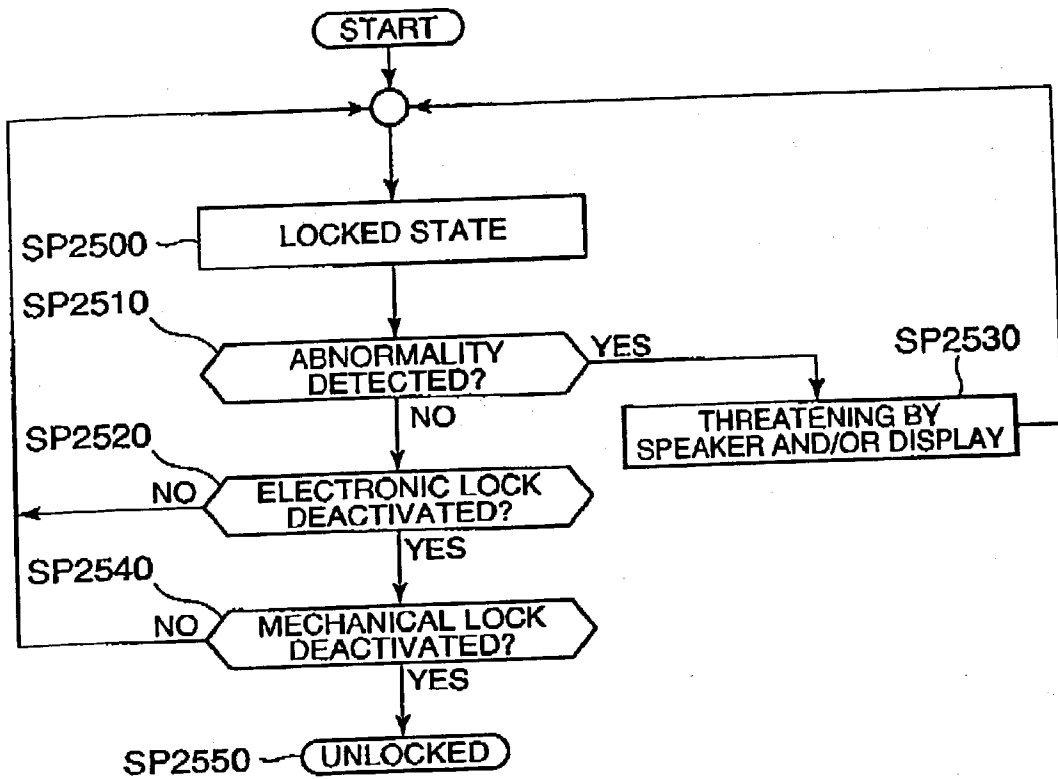 START
LOCKED STATE
SP2500
SP2510
ABNORMALITY
DETECTED?
YES
SP2530
NO
THREATENING BY
SPEAKER AND/OR DISPLAY
SP2520
NO
ELECTRONIC LOCK
DEACTIVATED?
YES
SP2540
NO
MECHANICAL LOCK
DEACTIVATED?
YES
SP2550
UNLOCKED